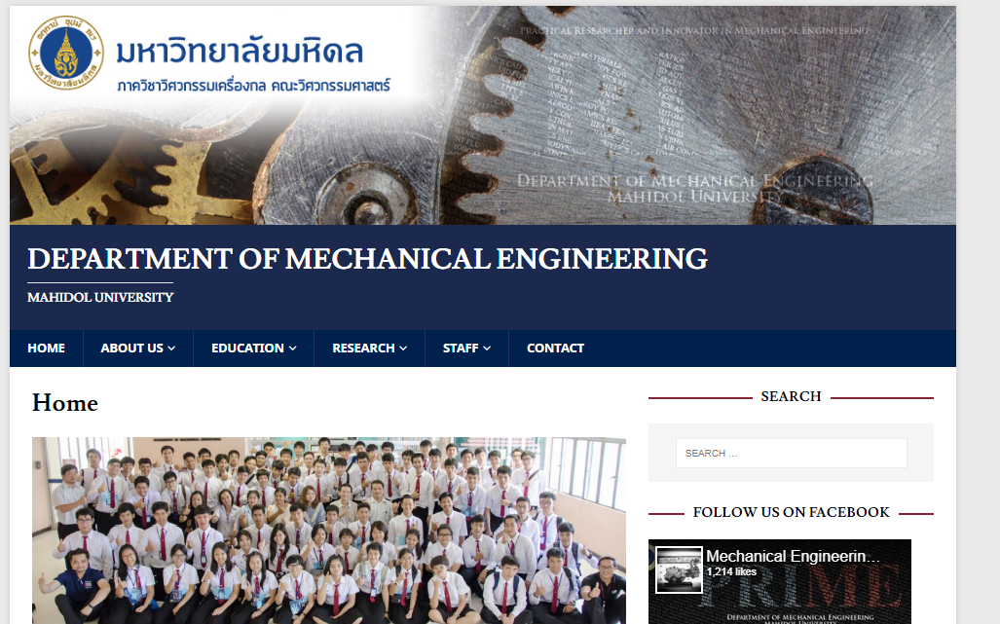 มหาวิทยาลัยมหิดล
ภาควิชาวิศวกรรมเครื่องกล คณะวิศวกรรมศาสตร์
Practical Researcher and Innovator in Mechanical Engineering
Department of Mechanical Engineering
Mahidol University
DEPARTMENT OF MECHANICAL ENGINEERING
MAHIDOL UNIVERSITY
HOME ABOUT US EDUCATION RESEARCH STAFF CONTACT
Home
SEARCH
SEARCH ...
FOLLOW US ON FACEBOOK
Mechanical Engineerin...
1,214 likes
PRIME
Department of Mechanical Engineering
Mahidol University